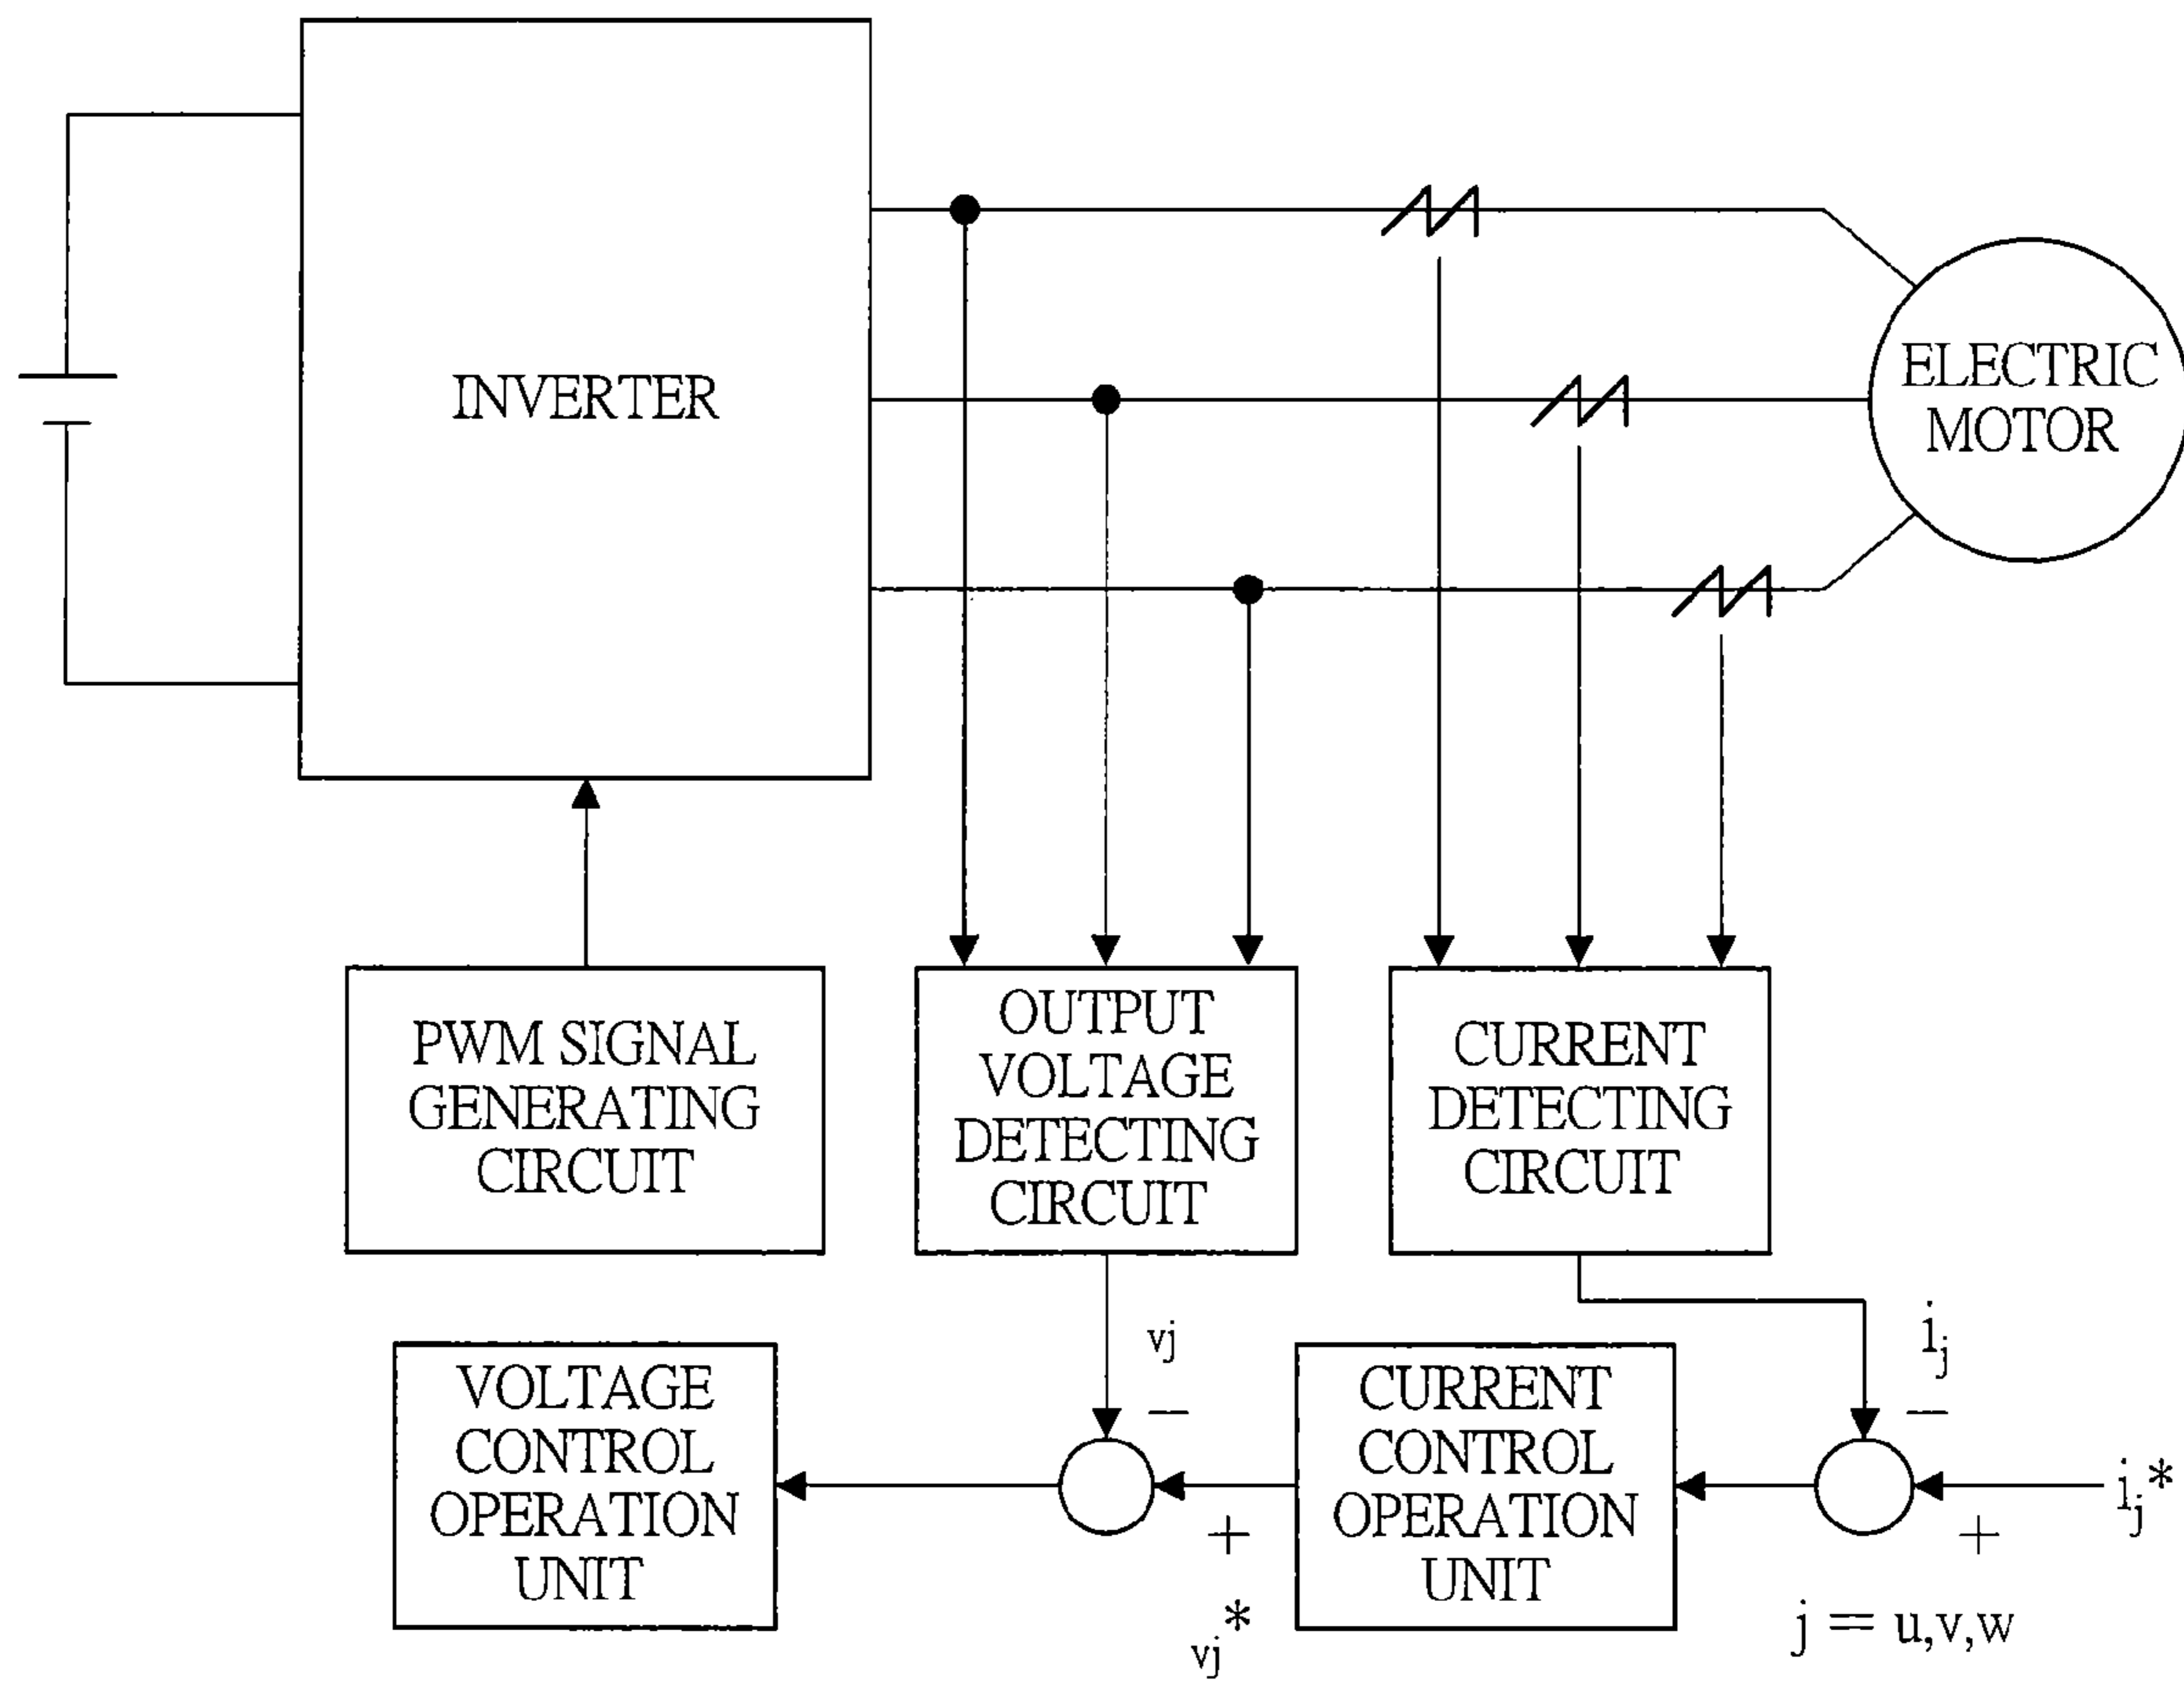 INVERTER
ELECTRIC
MOTOR
PWM SIGNAL
GENERATING
CIRCUIT
OUTPUT
VOLTAGE
DETECTING
CIRCUIT
CURRENT
DETECTING
CIRCUIT
VOLTAGE
CONTROL
OPERATION
UNIT
vj
−
+
vj*
CURRENT
CONTROL
OPERATION
UNIT
ij
−
ij*
+
j = u,v,w